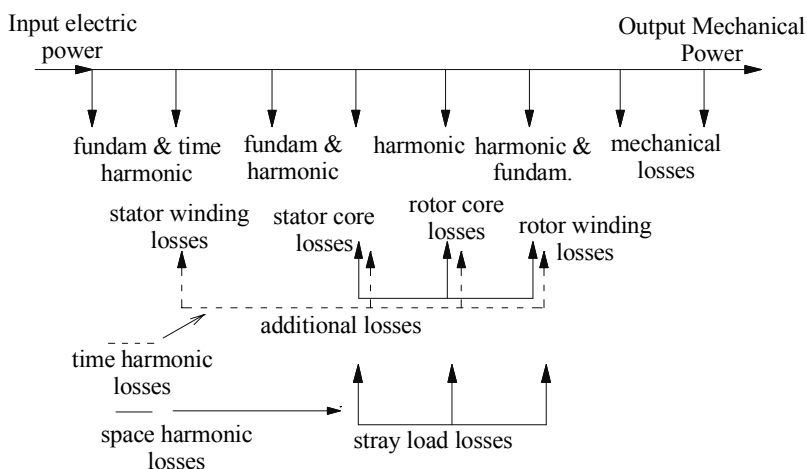 Input electric
power
Output Mechanical
Power
fundam & time
harmonic
fundam &
harmonic
harmonic
harmonic &
fundam.
mechanical
losses
stator winding
losses
stator core
losses
rotor core
losses
rotor winding
losses
additional losses
time harmonic
losses
space harmonic
losses
stray load losses